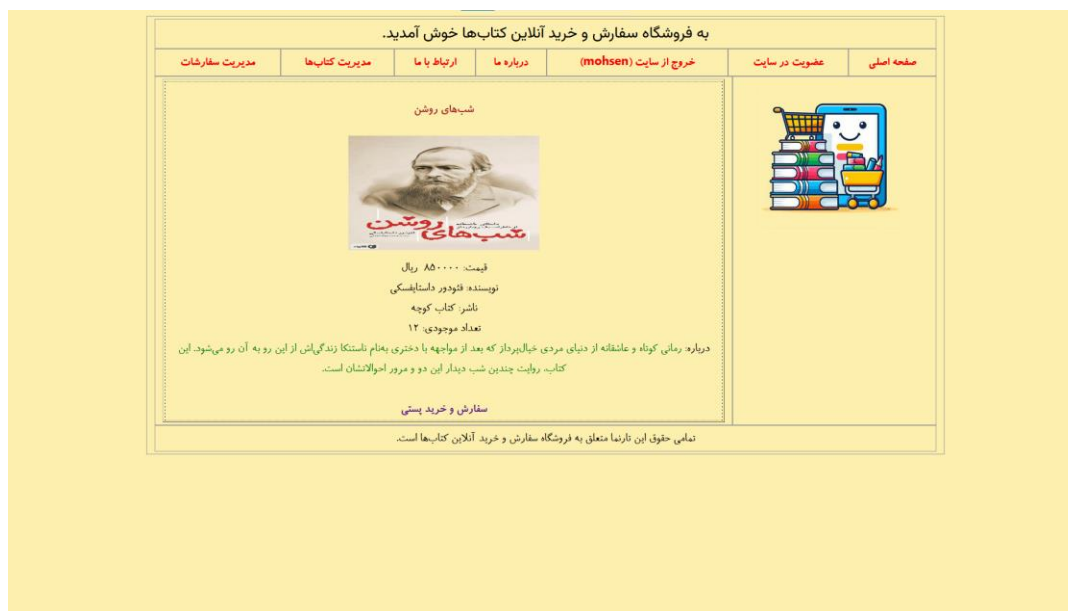 به فروشگاه سفارش و خرید آنلاین کتاب‌ها خوش آمدید.
صفحه اصلی عضویت در سایت خروج از سایت (mohsen) درباره ما ارتباط با ما مدیریت کتاب‌ها مدیریت سفارشات
شب‌های روشن
شب‌های روشن
قیمت: ۸۵۰۰۰۰ ریال
نویسنده: فئودور داستایفسکی
ناشر: کتاب کوچه
تعداد موجودی: ۱۲
درباره: رمانی کوتاه و عاشقانه از دنیای مردی خیال‌پرداز که بعد از مواجهه با دختری به‌نام ناستنکا زندگی‌اش از این رو به آن رو می‌شود. این
کتاب، روایت چندین شب دیدار این دو و مرور احوالاتشان است.
سفارش و خرید پستی
تمامی حقوق این تارنما متعلق به فروشگاه سفارش و خرید آنلاین کتاب‌ها است.